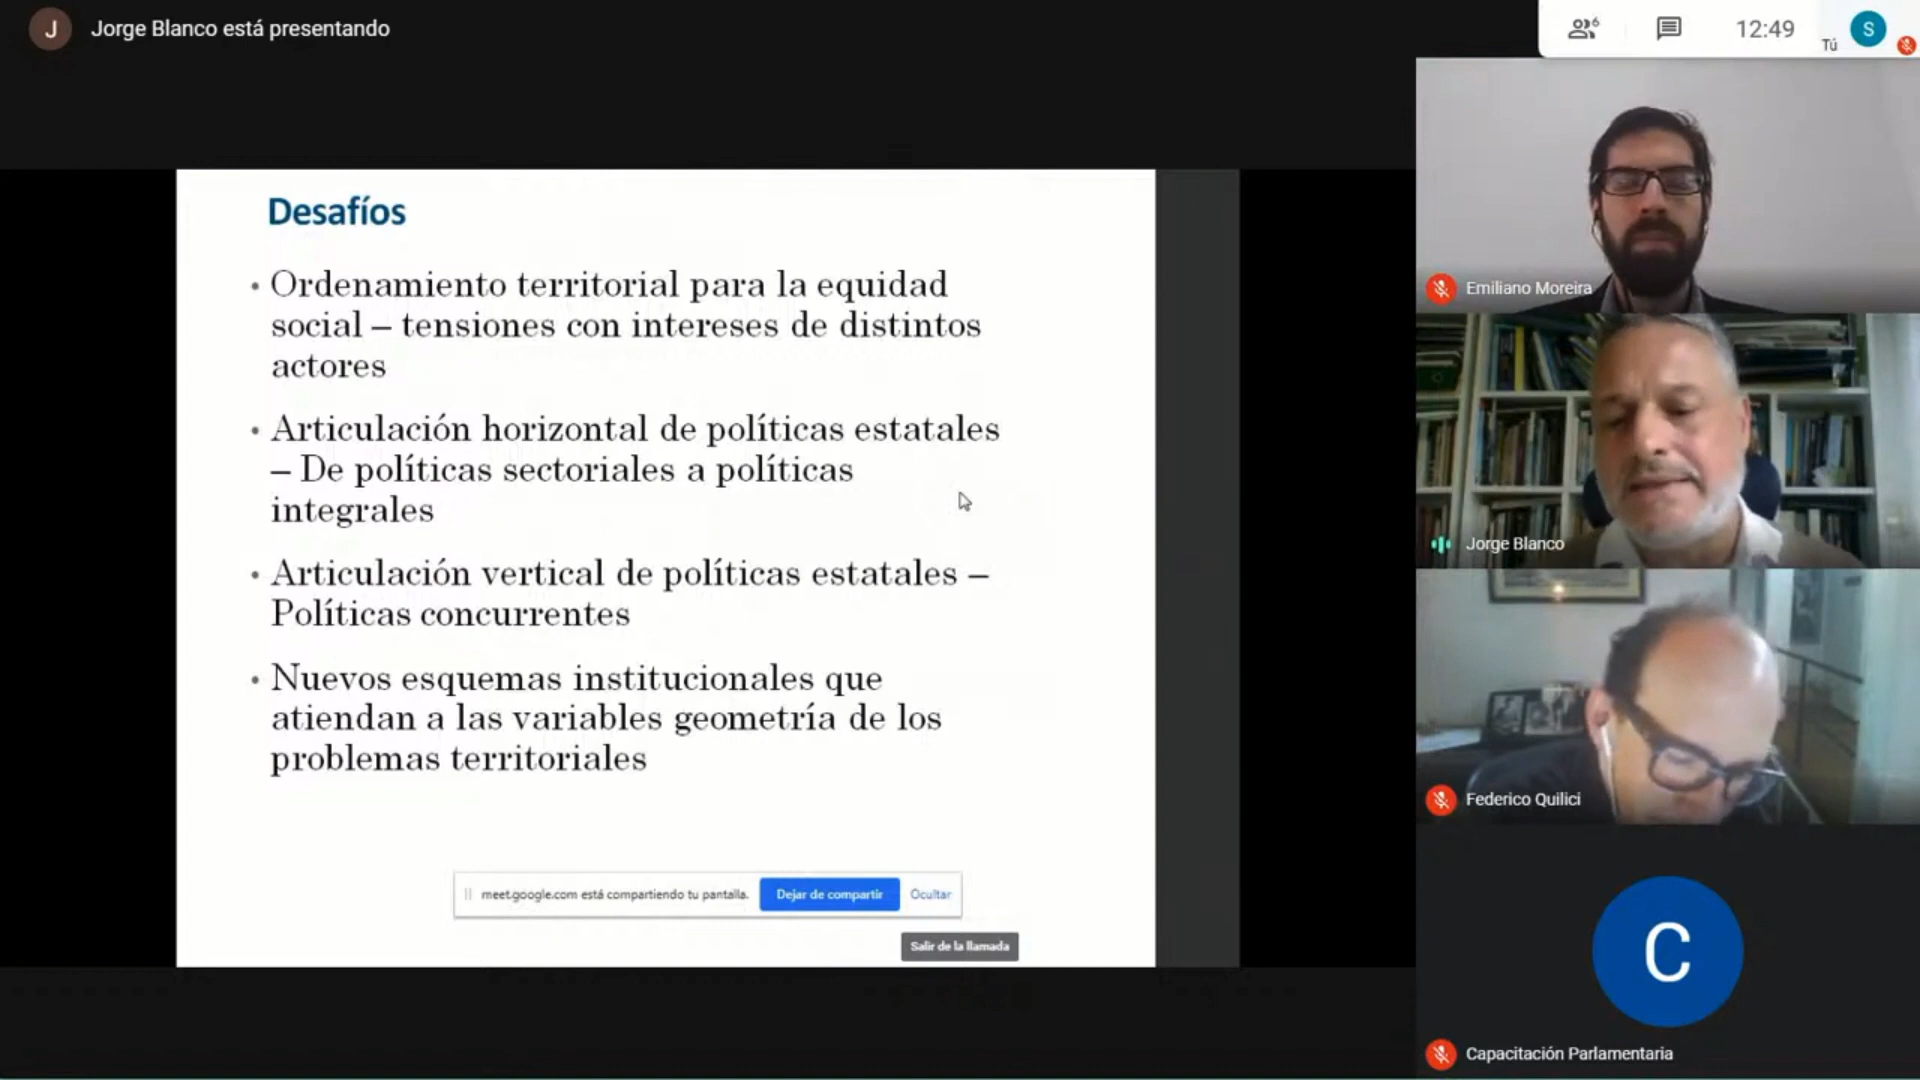 J
Jorge Blanco está presentando
6
12:49
Tú
S
Desafíos
• Ordenamiento territorial para la equidad
social – tensiones con intereses de distintos
actores
• Articulación horizontal de políticas estatales
– De políticas sectoriales a políticas
integrales
• Articulación vertical de políticas estatales –
Políticas concurrentes
• Nuevos esquemas institucionales que
atiendan a las variables geometría de los
problemas territoriales
meet.google.com está compartiendo tu pantalla.
Dejar de compartir
Ocultar
Salir de la llamada
Emiliano Moreira
Jorge Blanco
Federico Quilici
C
Capacitación Parlamentaria